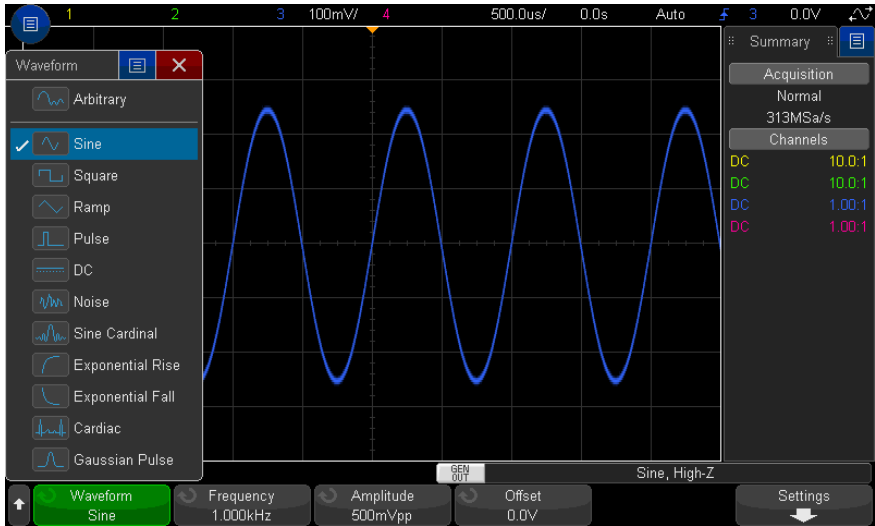 1 2 3 100mV/ 4 500.0us/ 0.0s Auto 3 0.0V
Waveform
Arbitrary
Sine
Square
Ramp
Pulse
DC
Noise
Sine Cardinal
Exponential Rise
Exponential Fall
Cardiac
Gaussian Pulse
Summary
Acquisition
Normal
313MSa/s
Channels
DC 10.0:1
DC 10.0:1
DC 1.00:1
DC 1.00:1
GEN
OUT
Sine, High-Z
Waveform
Sine
Frequency
1.000kHz
Amplitude
500mVpp
Offset
0.0V
Settings